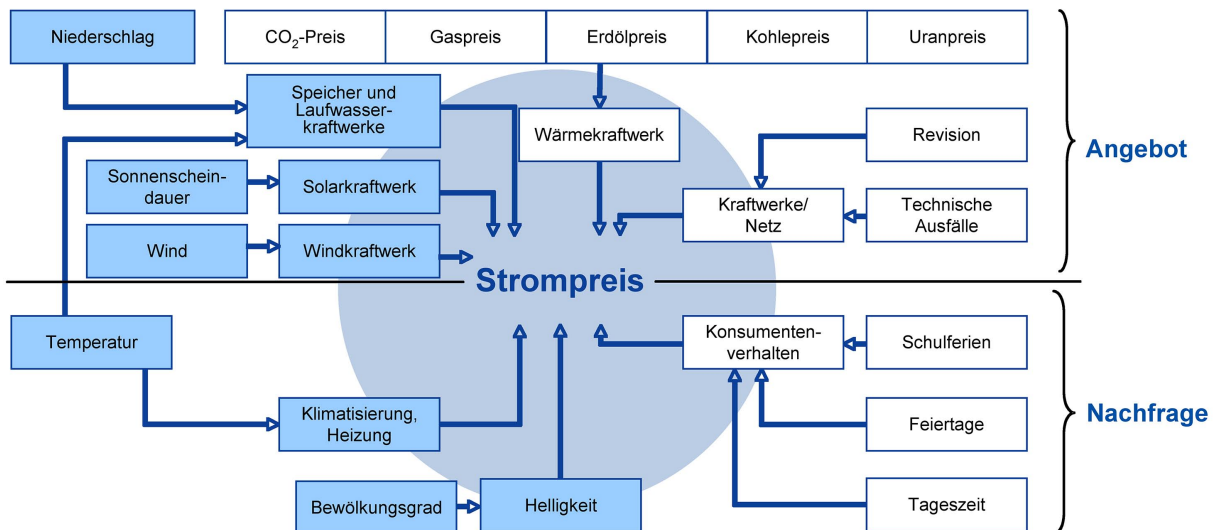 Niederschlag
CO₂-Preis
Gaspreis
Erdölpreis
Kohlepreis
Uranpreis
Speicher und
Laufwasser-
kraftwerke
Wärmekraftwerk
Revision
Angebot
Sonnenschein-
dauer
Solarkraftwerk
Kraftwerke/
Netz
Technische
Ausfälle
Wind
Windkraftwerk
Strompreis
Temperatur
Konsumenten-
verhalten
Schulferien
Klimatisierung,
Heizung
Feiertage
Nachfrage
Bewölkungsgrad
Helligkeit
Tageszeit